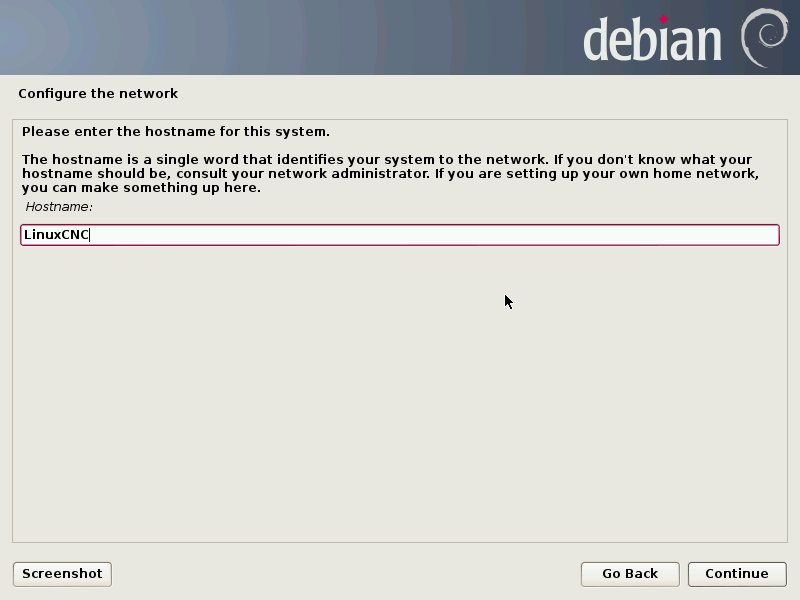 debian
Configure the network
Please enter the hostname for this system.
The hostname is a single word that identifies your system to the network. If you don't know what your
hostname should be, consult your network administrator. If you are setting up your own home network,
you can make something up here.
Hostname:
LinuxCNC
Screenshot
Go Back
Continue